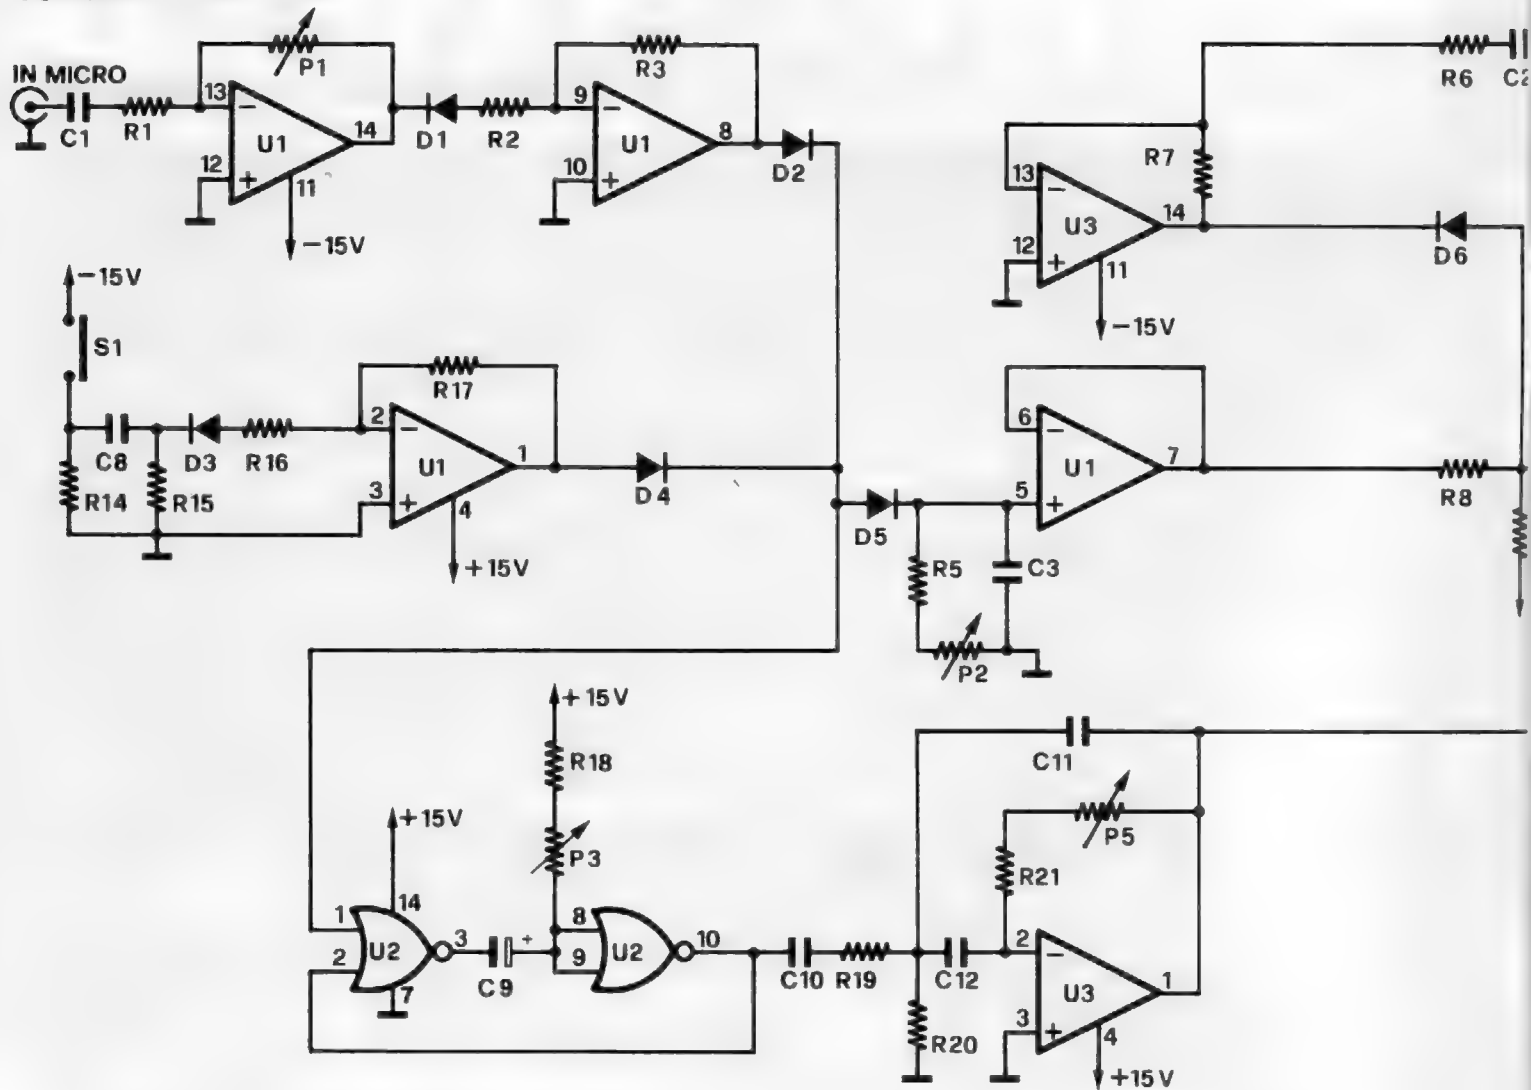 IN MICRO
C1
R1
P1
13
12
U1
14
11
−15V
D1
R2
R3
9
10
U1
8
D2
R6
R7
13
12
U3
14
11
−15V
D6
−15V
S1
C8
R14
R15
D3
R16
R17
2
3
U1
1
4
+15V
D4
D5
6
5
U1
7
R8
R5
C3
P2
+15V
R18
P3
+15V
1
2
14
U2
3
7
C9
+
8
9
U2
10
C10
R19
R20
C11
C12
P5
R21
2
3
U3
1
4
+15V